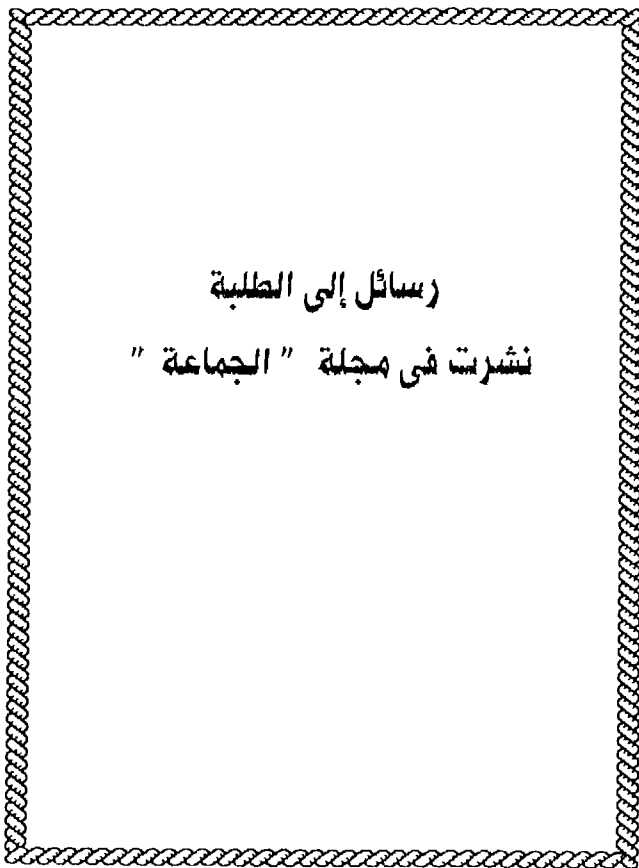 رسائل إلى الطلبة
نشرت فى مجلة " الجماعة "